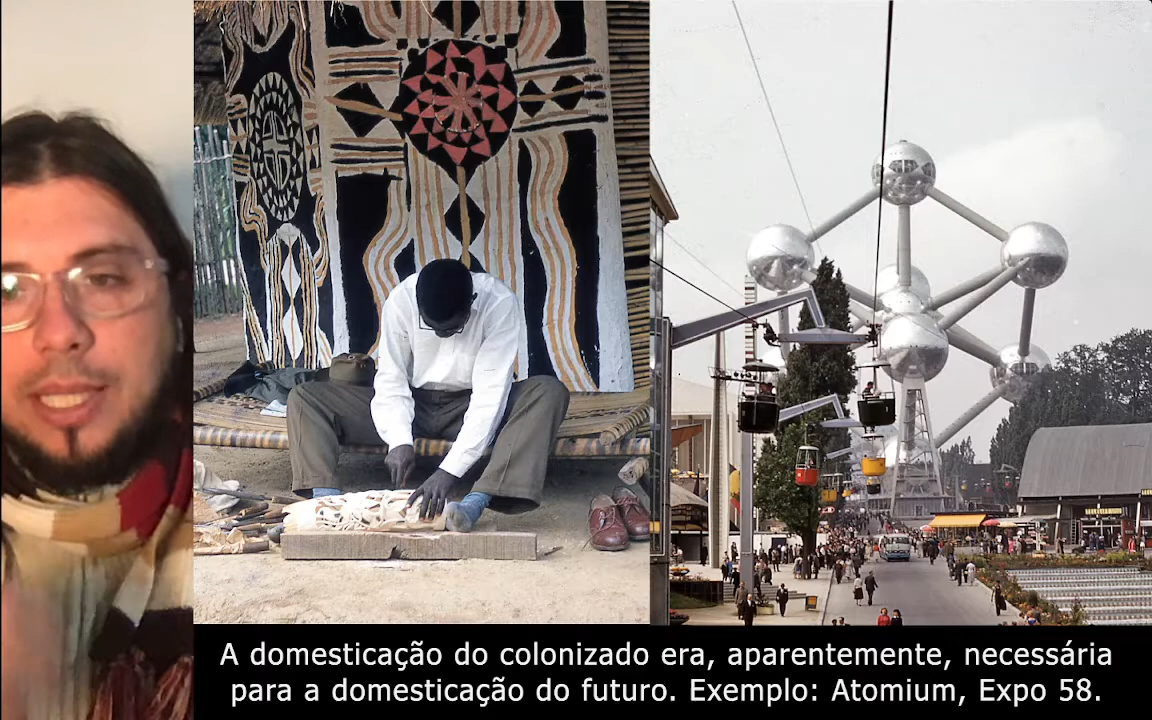 A domesticação do colonizado era, aparentemente, necessária
para a domesticação do futuro. Exemplo: Atomium, Expo 58.